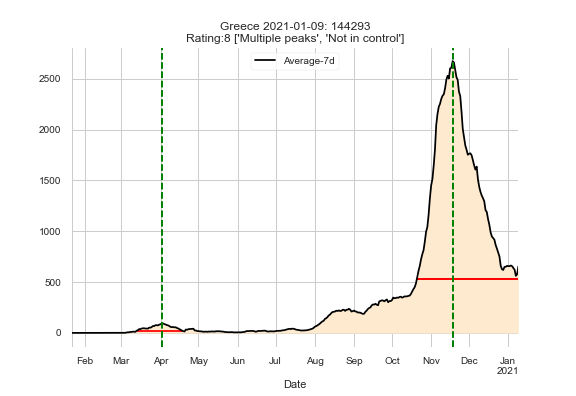 Greece 2021-01-09: 144293
Rating:8 ['Multiple peaks', 'Not in control']
Average-7d
2500
2000
1500
1000
500
0
Feb Mar Apr May Jun Jul Aug Sep Oct Nov Dec Jan
2021
Date